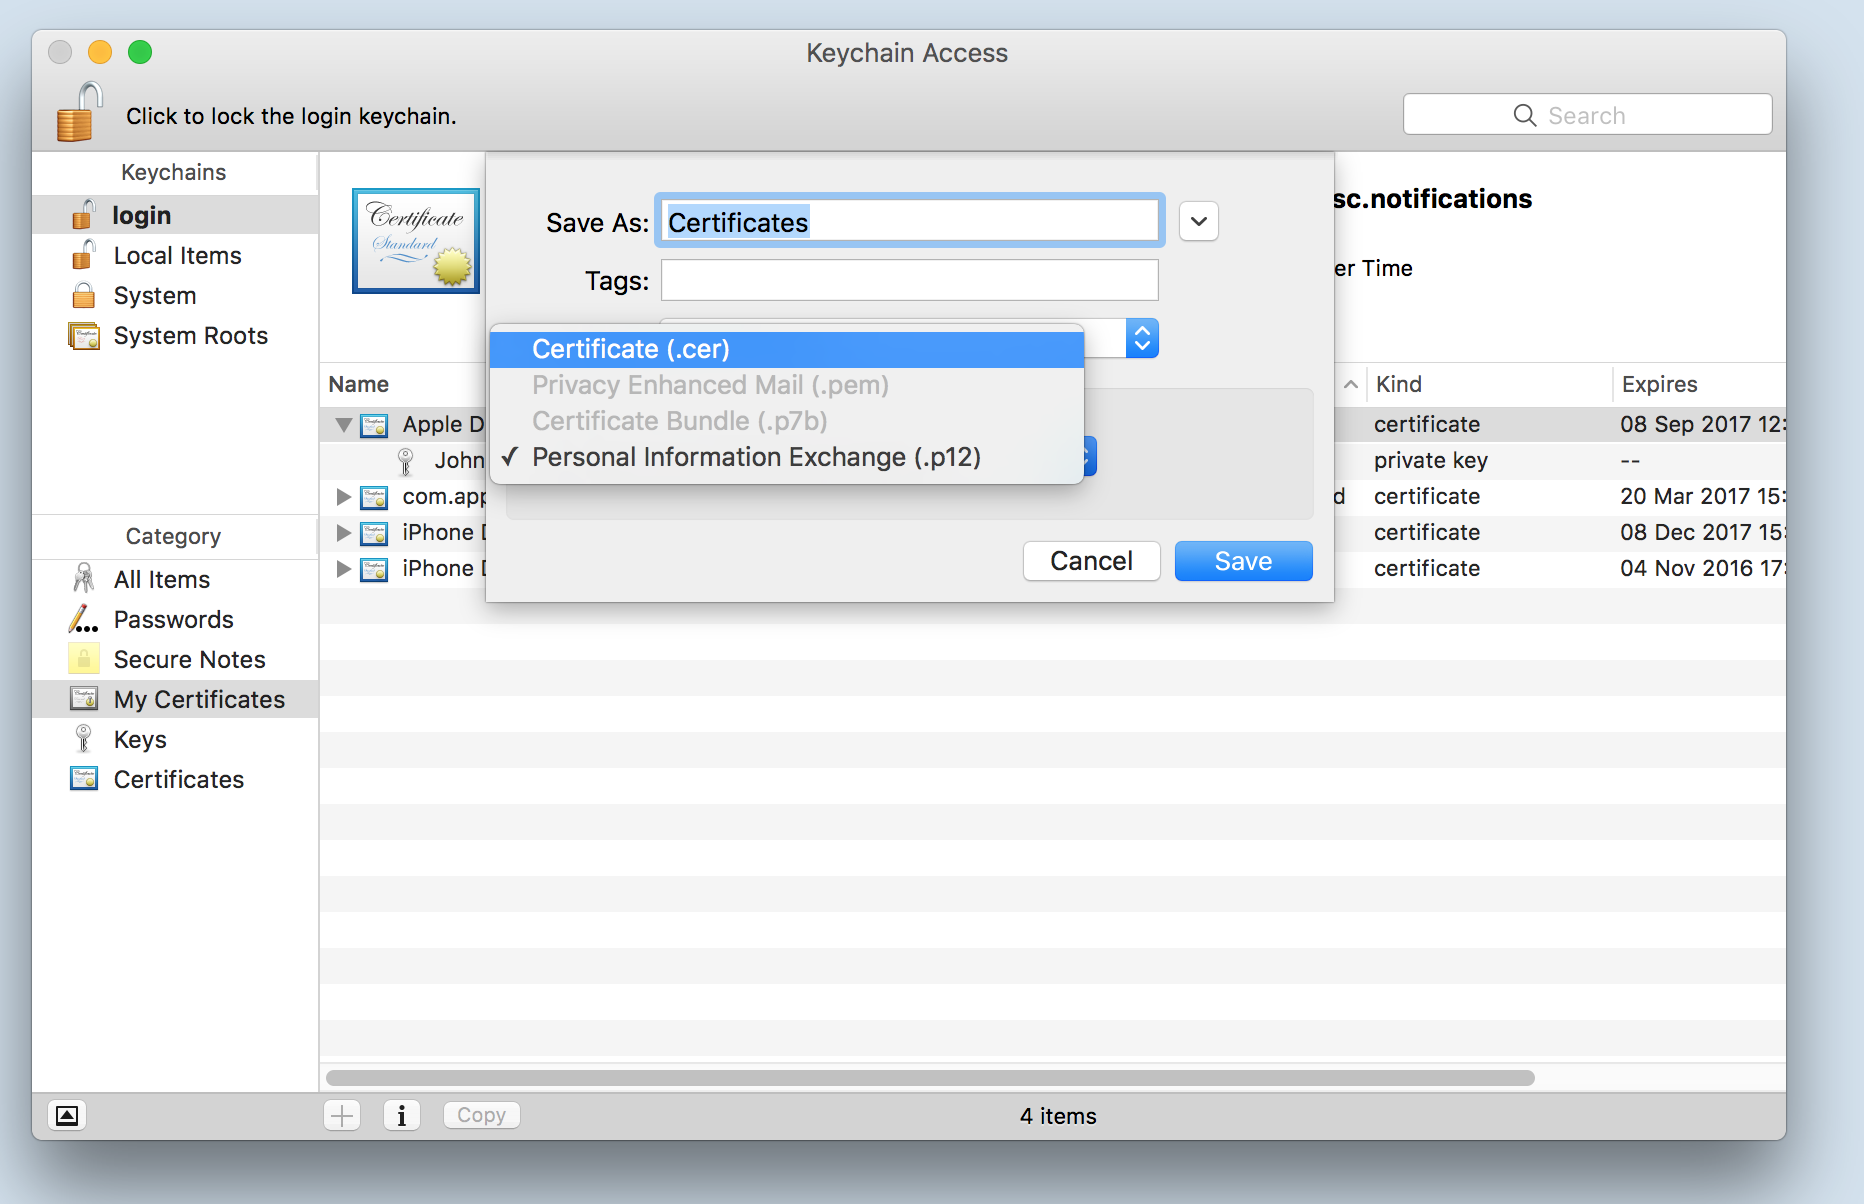 Keychain Access
Click to lock the login keychain.
Search
Keychains
login
Local Items
System
System Roots
Category
All Items
Passwords
Secure Notes
My Certificates
Keys
Certificates
Certificate
Standard
sc.notifications
er Time
Save As: Certificates
Tags:
Certificate (.cer)
Privacy Enhanced Mail (.pem)
Certificate Bundle (.p7b)
✓ Personal Information Exchange (.p12)
Cancel Save
Name Kind Expires
Apple D certificate 08 Sep 2017 12:
John private key --
com.app d certificate 20 Mar 2017 15:
iPhone D certificate 08 Dec 2017 15:
iPhone D certificate 04 Nov 2016 17:
Copy
4 items